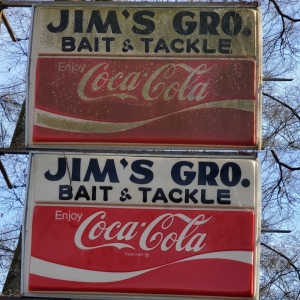 JIM'S GRO.
BAIT & TACKLE
Enjoy
Coca-Cola
JIM'S GRO.
BAIT & TACKLE
Enjoy
Coca-Cola